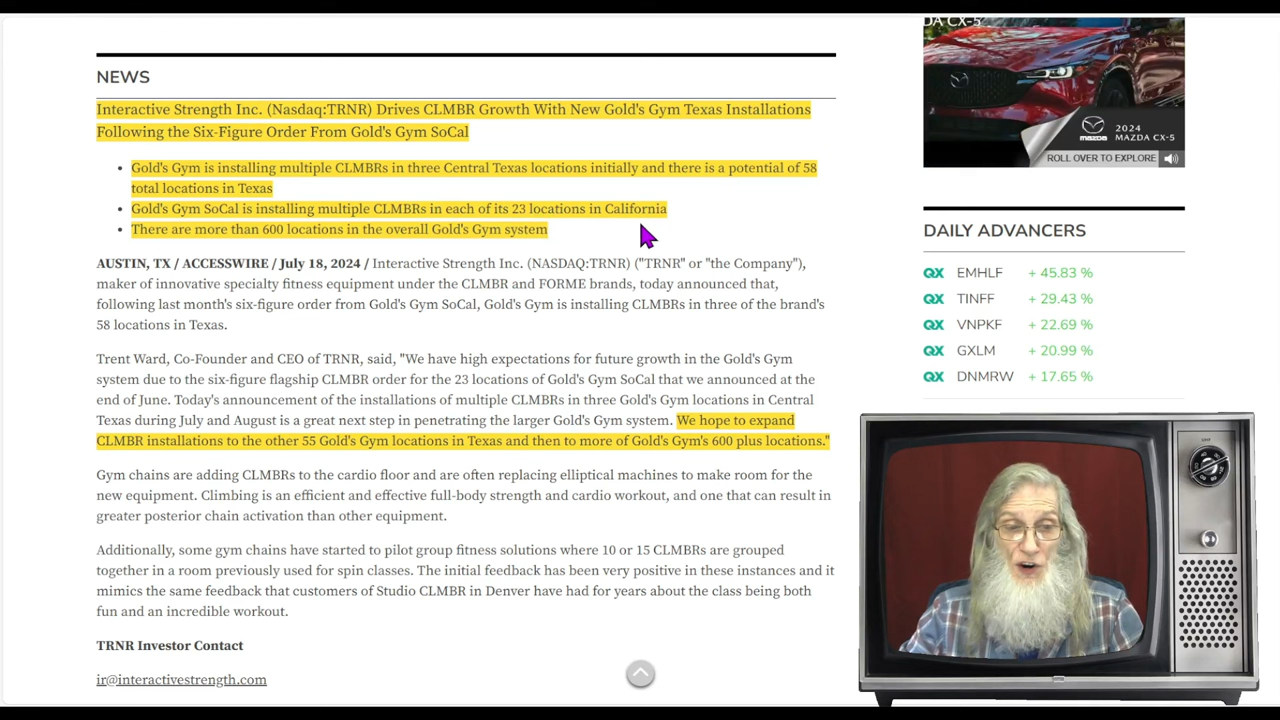 DA CX-5
NEWS
Interactive Strength Inc. (Nasdaq:TRNR) Drives CLMBR Growth With New Gold's Gym Texas Installations
Following the Six-Figure Order From Gold's Gym SoCal
• Gold's Gym is installing multiple CLMBRs in three Central Texas locations initially and there is a potential of 58
total locations in Texas
• Gold's Gym SoCal is installing multiple CLMBRs in each of its 23 locations in California
• There are more than 600 locations in the overall Gold's Gym system
AUSTIN, TX / ACCESSWIRE / July 18, 2024 / Interactive Strength Inc. (NASDAQ:TRNR) ("TRNR" or "the Company"),
maker of innovative specialty fitness equipment under the CLMBR and FORME brands, today announced that,
following last month's six-figure order from Gold's Gym SoCal, Gold's Gym is installing CLMBRs in three of the brand's
58 locations in Texas.
Trent Ward, Co-Founder and CEO of TRNR, said, "We have high expectations for future growth in the Gold's Gym
system due to the six-figure flagship CLMBR order for the 23 locations of Gold's Gym SoCal that we announced at the
end of June. Today's announcement of the installations of multiple CLMBRs in three Gold's Gym locations in Central
Texas during July and August is a great next step in penetrating the larger Gold's Gym system. We hope to expand
CLMBR installations to the other 55 Gold's Gym locations in Texas and then to more of Gold's Gym's 600 plus locations."
Gym chains are adding CLMBRs to the cardio floor and are often replacing elliptical machines to make room for the
new equipment. Climbing is an efficient and effective full-body strength and cardio workout, and one that can result in
greater posterior chain activation than other equipment.
Additionally, some gym chains have started to pilot group fitness solutions where 10 or 15 CLMBRs are grouped
together in a room previously used for spin classes. The initial feedback has been very positive in these instances and it
mimics the same feedback that customers of Studio CLMBR in Denver have had for years about the class being both
fun and an incredible workout.
TRNR Investor Contact
ir@interactivestrength.com
mazda
2024
MAZDA CX-5
ROLL OVER TO EXPLORE
DAILY ADVANCERS
QX EMHLF + 45.83 %
QX TINFF + 29.43 %
QX VNPKF + 22.69 %
QX GXLM + 20.99 %
QX DNMRW + 17.65 %